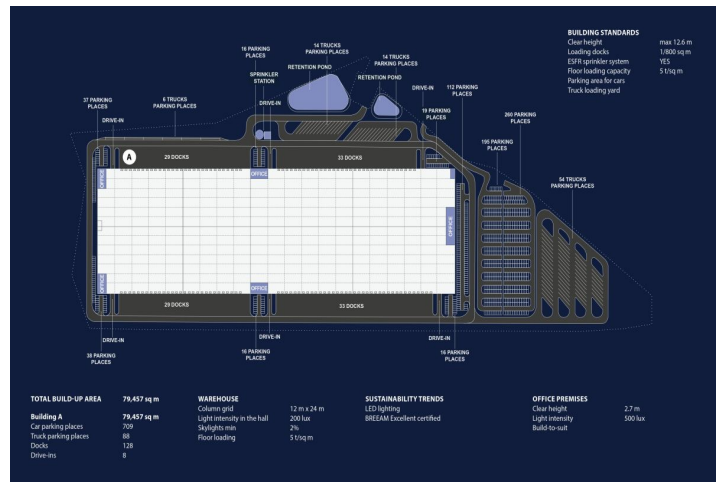 BUILDING STANDARDS
Clear height max 12.6 m
Loading docks 1/800 sq m
ESFR sprinkler system YES
Floor loading capacity 5 t/sq m
Parking area for cars
Truck loading yard
16 PARKING
PLACES
14 TRUCKS
PARKING PLACES
14 TRUCKS
PARKING PLACES
RETENTION POND
SPRINKLER
STATION
RETENTION POND
DRIVE-IN
112 PARKING
PLACES
37 PARKING
PLACES
6 TRUCKS
PARKING PLACES
DRIVE-IN
19 PARKING
PLACES
260 PARKING
PLACES
DRIVE-IN
195 PARKING
PLACES
54 TRUCKS
PARKING PLACES
A
29 DOCKS
33 DOCKS
OFFICE
OFFICE
OFFICE
OFFICE
OFFICE
29 DOCKS
33 DOCKS
DRIVE-IN
DRIVE-IN
DRIVE-IN
38 PARKING
PLACES
16 PARKING
PLACES
16 PARKING
PLACES
TOTAL BUILD-UP AREA 79,457 sq m
Building A 79,457 sq m
Car parking places 709
Truck parking places 88
Docks 128
Drive-ins 8
WAREHOUSE
Column grid 12 m x 24 m
Light intensity in the hall 200 lux
Skylights min 2%
Floor loading 5 t/sq m
SUSTAINABILITY TRENDS
LED lighting
BREEAM Excellent certified
OFFICE PREMISES
Clear height 2.7 m
Light intensity 500 lux
Build-to-suit